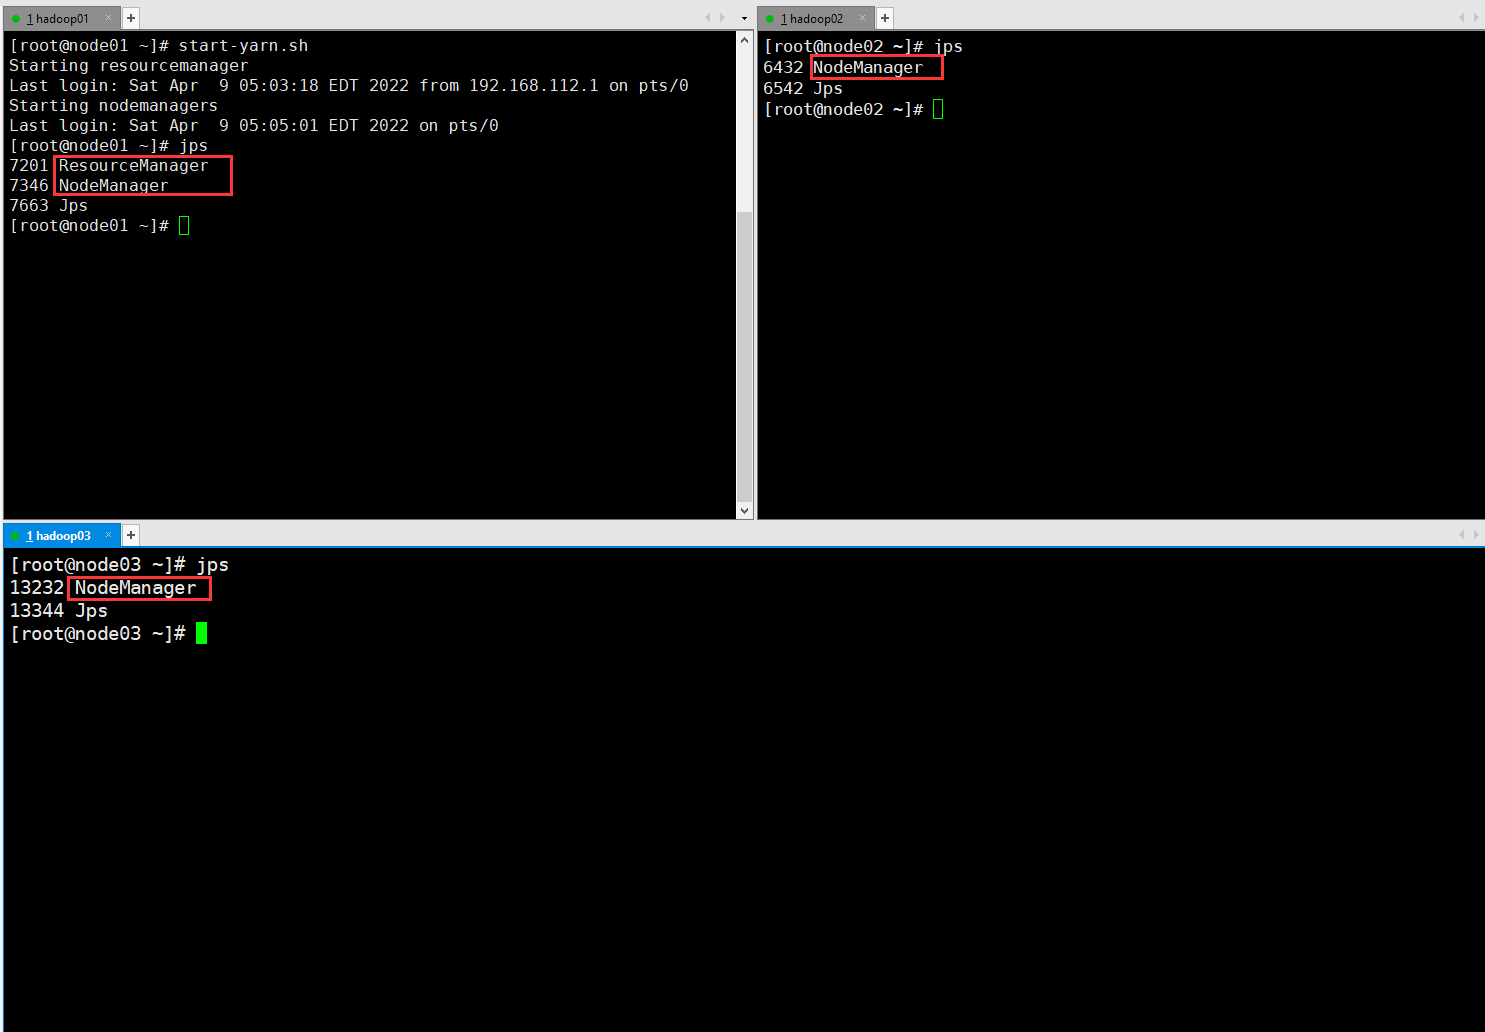 1 hadoop01 × +
[root@node01 ~]# start-yarn.sh
Starting resourcemanager
Last login: Sat Apr  9 05:03:18 EDT 2022 from 192.168.112.1 on pts/0
Starting nodemanagers
Last login: Sat Apr  9 05:05:01 EDT 2022 on pts/0
[root@node01 ~]# jps
7201 ResourceManager
7346 NodeManager
7663 Jps
[root@node01 ~]#
1 hadoop02 × +
[root@node02 ~]# jps
6432 NodeManager
6542 Jps
[root@node02 ~]#
1 hadoop03 × +
[root@node03 ~]# jps
13232 NodeManager
13344 Jps
[root@node03 ~]#